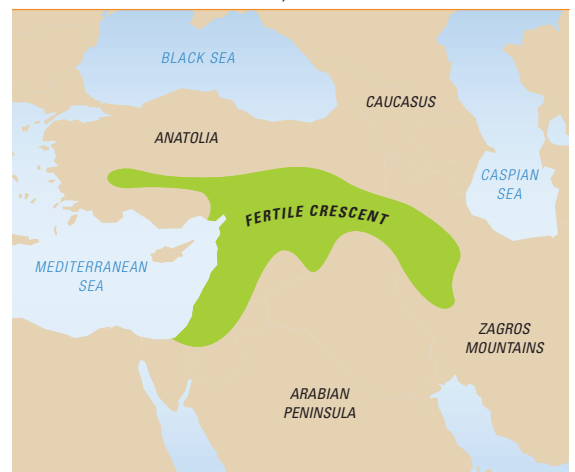 BLACK SEA
CAUCASUS
ANATOLIA
CASPIAN
SEA
FERTILE CRESCENT
MEDITERRANEAN
SEA
ZAGROS
MOUNTAINS
ARABIAN
PENINSULA